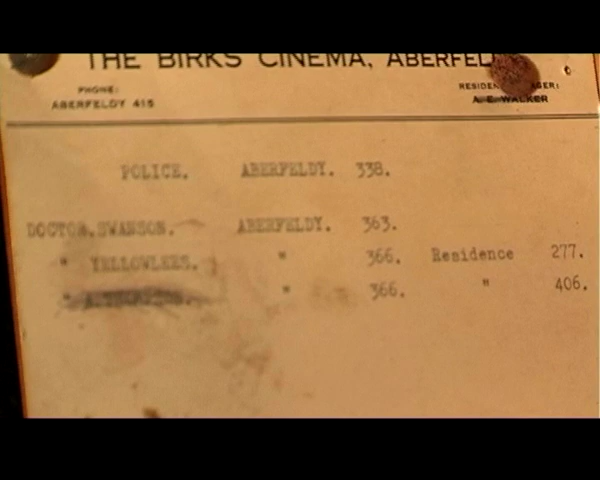 THE BIRKS CINEMA,
PHONE:
ABERFELDY 415
A. E. WALKER
POLICE. ABERFELDY. 338.
DOCTOR. SWANSON. ABERFELDY. 363.
" YELLOWLEES. " 366. Residence 277.
" " 366. " 406.